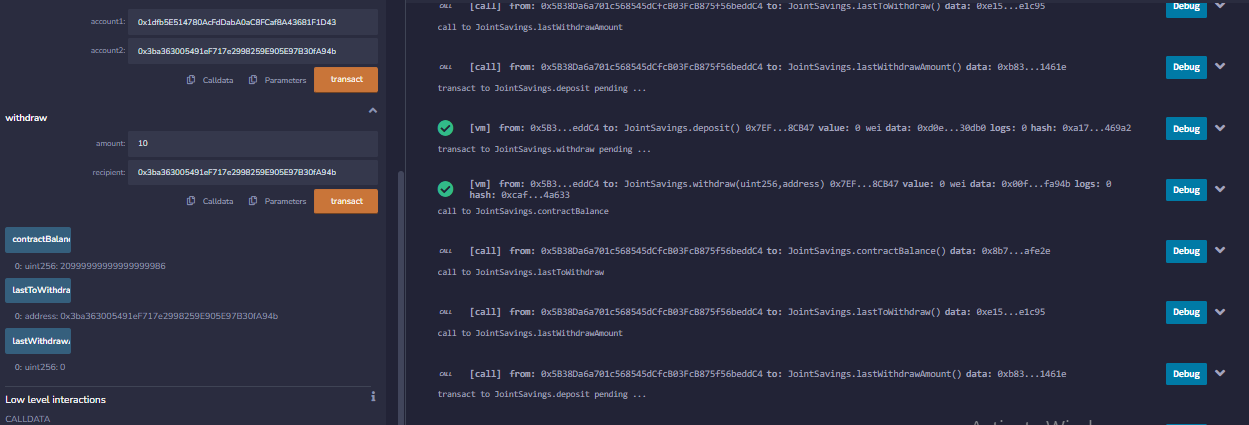 account1: 0x1dfb5E514780AcFdDabA0aC8FCaf8A43681F1D43
account2: 0x3ba363005491eF717e2998259E905E97B30fA94b
Calldata Parameters transact
withdraw
amount: 10
recipient: 0x3ba363005491eF717e2998259E905E97B30fA94b
Calldata Parameters transact
contractBalanc
0: uint256: 20999999999999999986
lastToWithdra
0: address: 0x3ba363005491eF717e2998259E905E97B30fA94b
lastWithdrawA
0: uint256: 0
Low level interactions
CALLDATA
CALL [call] from: 0x5B38Da6a701c568545dCfcB03FcB875f56beddC4 to: JointSavings.lastToWithdraw() data: 0xe15...e1c95 Debug
call to JointSavings.lastWithdrawAmount
CALL [call] from: 0x5B38Da6a701c568545dCfcB03FcB875f56beddC4 to: JointSavings.lastWithdrawAmount() data: 0xb83...1461e Debug
transact to JointSavings.deposit pending ...
[vm] from: 0x5B3...eddC4 to: JointSavings.deposit() 0x7EF...8CB47 value: 0 wei data: 0xd0e...30db0 logs: 0 hash: 0xa17...469a2 Debug
transact to JointSavings.withdraw pending ...
[vm] from: 0x5B3...eddC4 to: JointSavings.withdraw(uint256,address) 0x7EF...8CB47 value: 0 wei data: 0x00f...fa94b logs: 0 Debug
hash: 0xcaf...4a633
call to JointSavings.contractBalance
CALL [call] from: 0x5B38Da6a701c568545dCfcB03FcB875f56beddC4 to: JointSavings.contractBalance() data: 0x8b7...afe2e Debug
call to JointSavings.lastToWithdraw
CALL [call] from: 0x5B38Da6a701c568545dCfcB03FcB875f56beddC4 to: JointSavings.lastToWithdraw() data: 0xe15...e1c95 Debug
call to JointSavings.lastWithdrawAmount
CALL [call] from: 0x5B38Da6a701c568545dCfcB03FcB875f56beddC4 to: JointSavings.lastWithdrawAmount() data: 0xb83...1461e Debug
transact to JointSavings.deposit pending ...